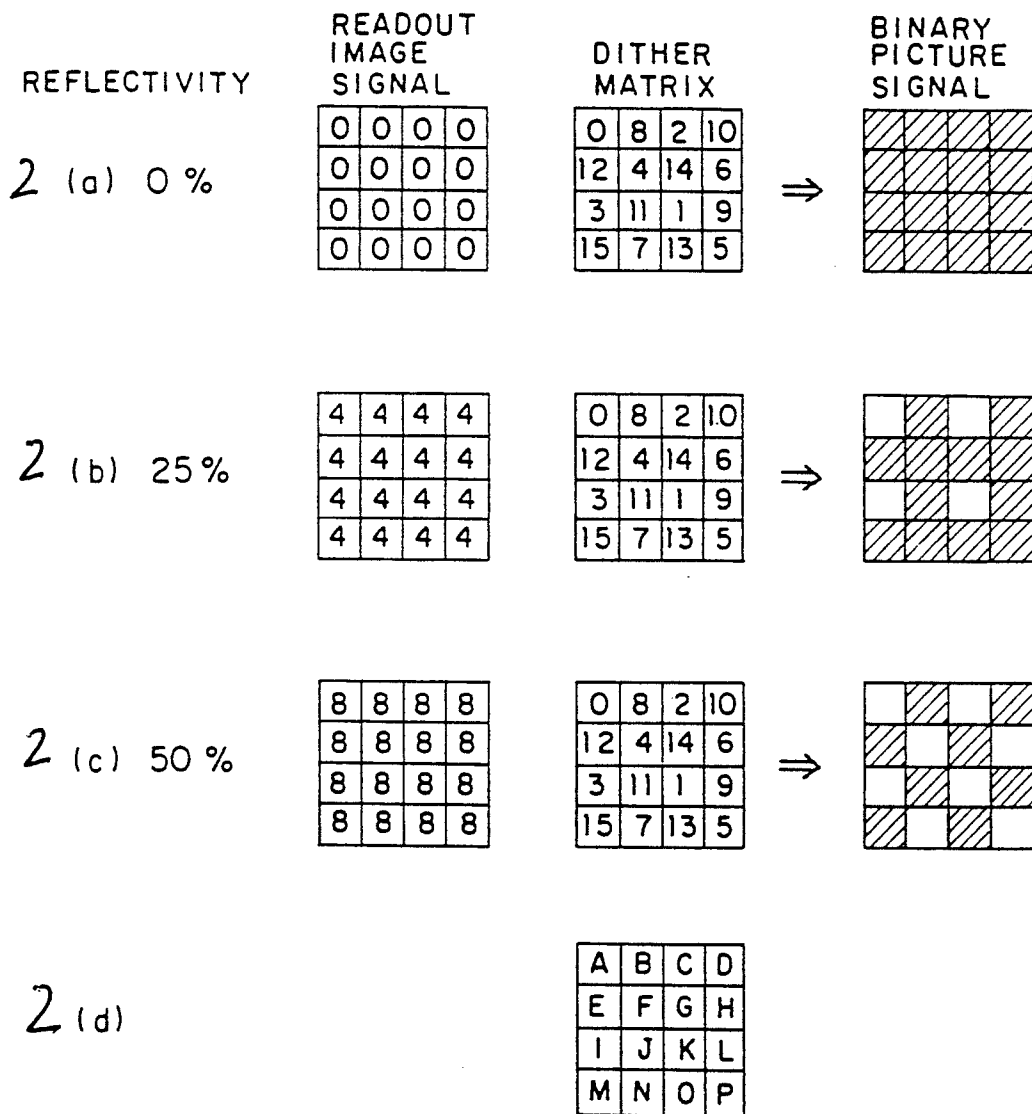 REFLECTIVITY
READOUT
IMAGE
SIGNAL
DITHER
MATRIX
BINARY
PICTURE
SIGNAL
2 (a) 0 %
0 0 0 0
0 0 0 0
0 0 0 0
0 0 0 0
0 8 2 10
12 4 14 6
3 11 1 9
15 7 13 5
⇒
2 (b) 25 %
4 4 4 4
4 4 4 4
4 4 4 4
4 4 4 4
0 8 2 1.0
12 4 14 6
3 11 1 9
15 7 13 5
⇒
2 (c) 50 %
8 8 8 8
8 8 8 8
8 8 8 8
8 8 8 8
0 8 2 10
12 4 14 6
3 11 1 9
15 7 13 5
⇒
2 (d)
A B C D
E F G H
I J K L
M N O P